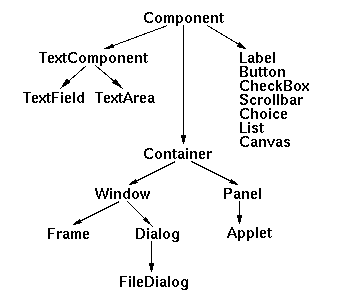 Component
TextComponent
TextField TextArea
Label
Button
CheckBox
Scrollbar
Choice
List
Canvas
Container
Window Panel
Frame Dialog Applet
FileDialog